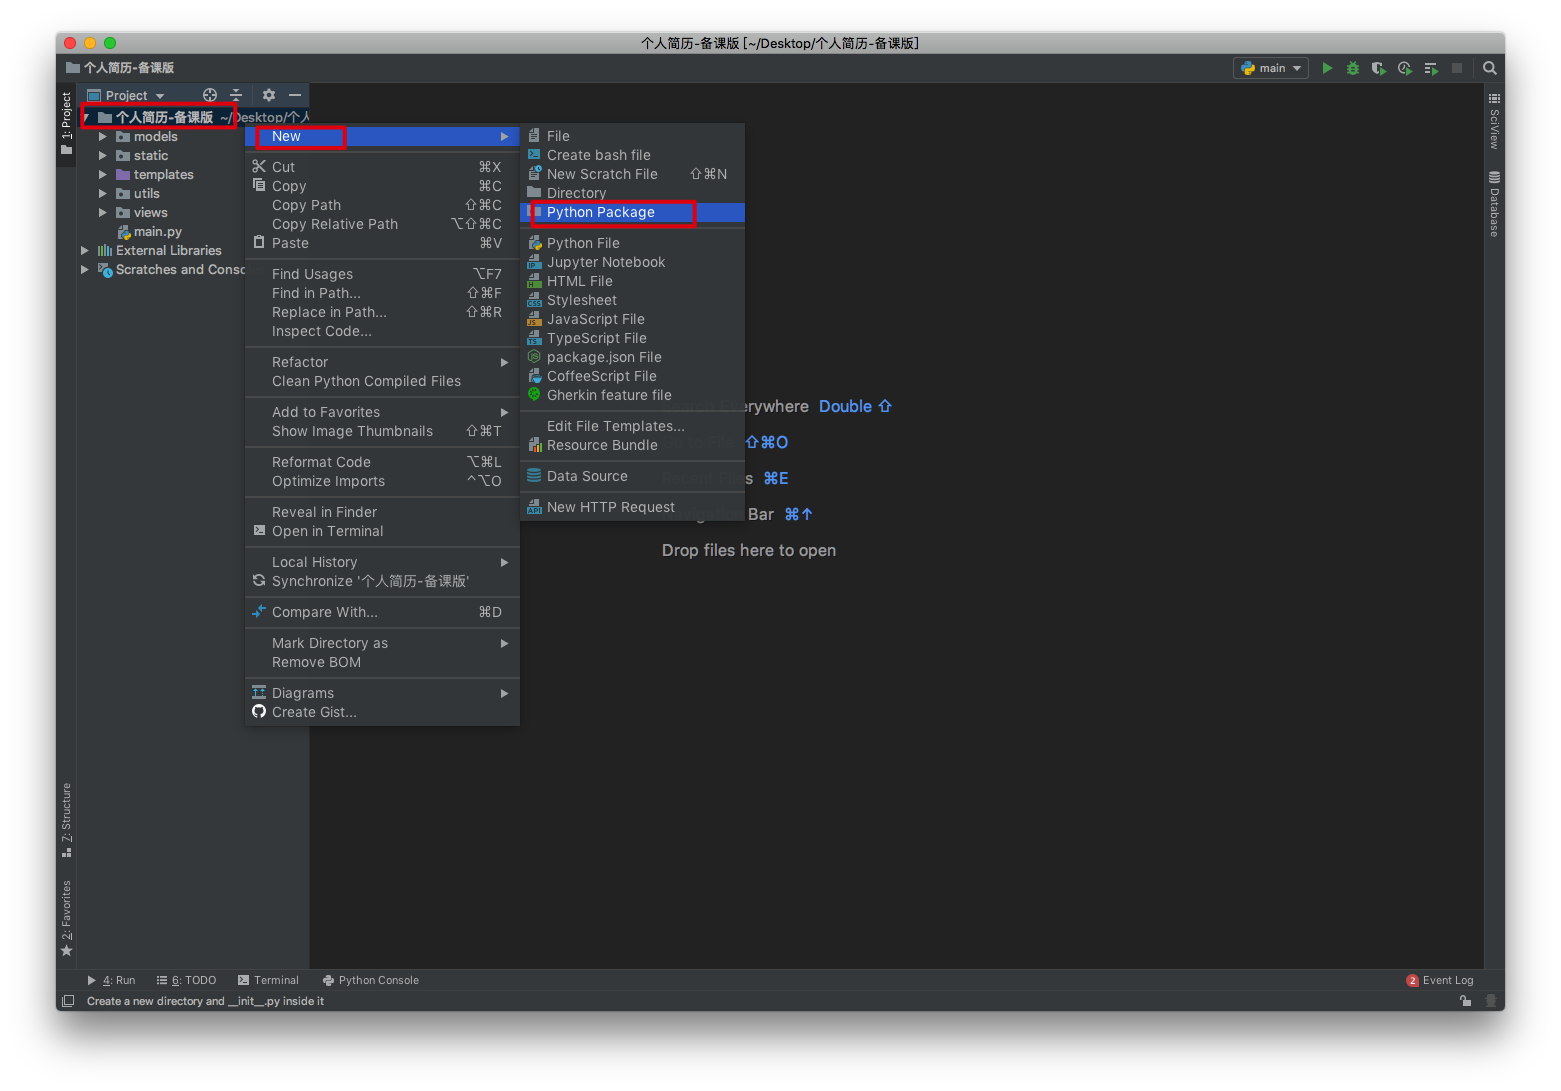 个人简历-备课版 [~/Desktop/个人简历-备课版]
个人简历-备课版
main
1: Project
Project
个人简历-备课版 ~/Desktop/个人
models
static
templates
utils
views
main.py
External Libraries
Scratches and Conso
New
Cut ⌘X
Copy ⌘C
Copy Path ⇧⌘C
Copy Relative Path ⌥⇧⌘C
Paste ⌘V
Find Usages ⌥F7
Find in Path... ⇧⌘F
Replace in Path... ⇧⌘R
Inspect Code...
Refactor
Clean Python Compiled Files
Add to Favorites
Show Image Thumbnails ⇧⌘T
Reformat Code ⌥⌘L
Optimize Imports ^⌥O
Reveal in Finder
Open in Terminal
Local History
Synchronize '个人简历-备课版'
Compare With... ⌘D
Mark Directory as
Remove BOM
Diagrams
Create Gist...
File
Create bash file
New Scratch File ⇧⌘N
Directory
Python Package
Python File
Jupyter Notebook
HTML File
Stylesheet
JavaScript File
TypeScript File
package.json File
CoffeeScript File
Gherkin feature file
Edit File Templates...
Resource Bundle
Data Source
New HTTP Request
erywhere Double ⇧
⇧⌘O
s ⌘E
Bar ⌘↑
Drop files here to open
SciView
Database
7: Structure
2: Favorites
4: Run
6: TODO
Terminal
Python Console
2 Event Log
Create a new directory and __init__.py inside it